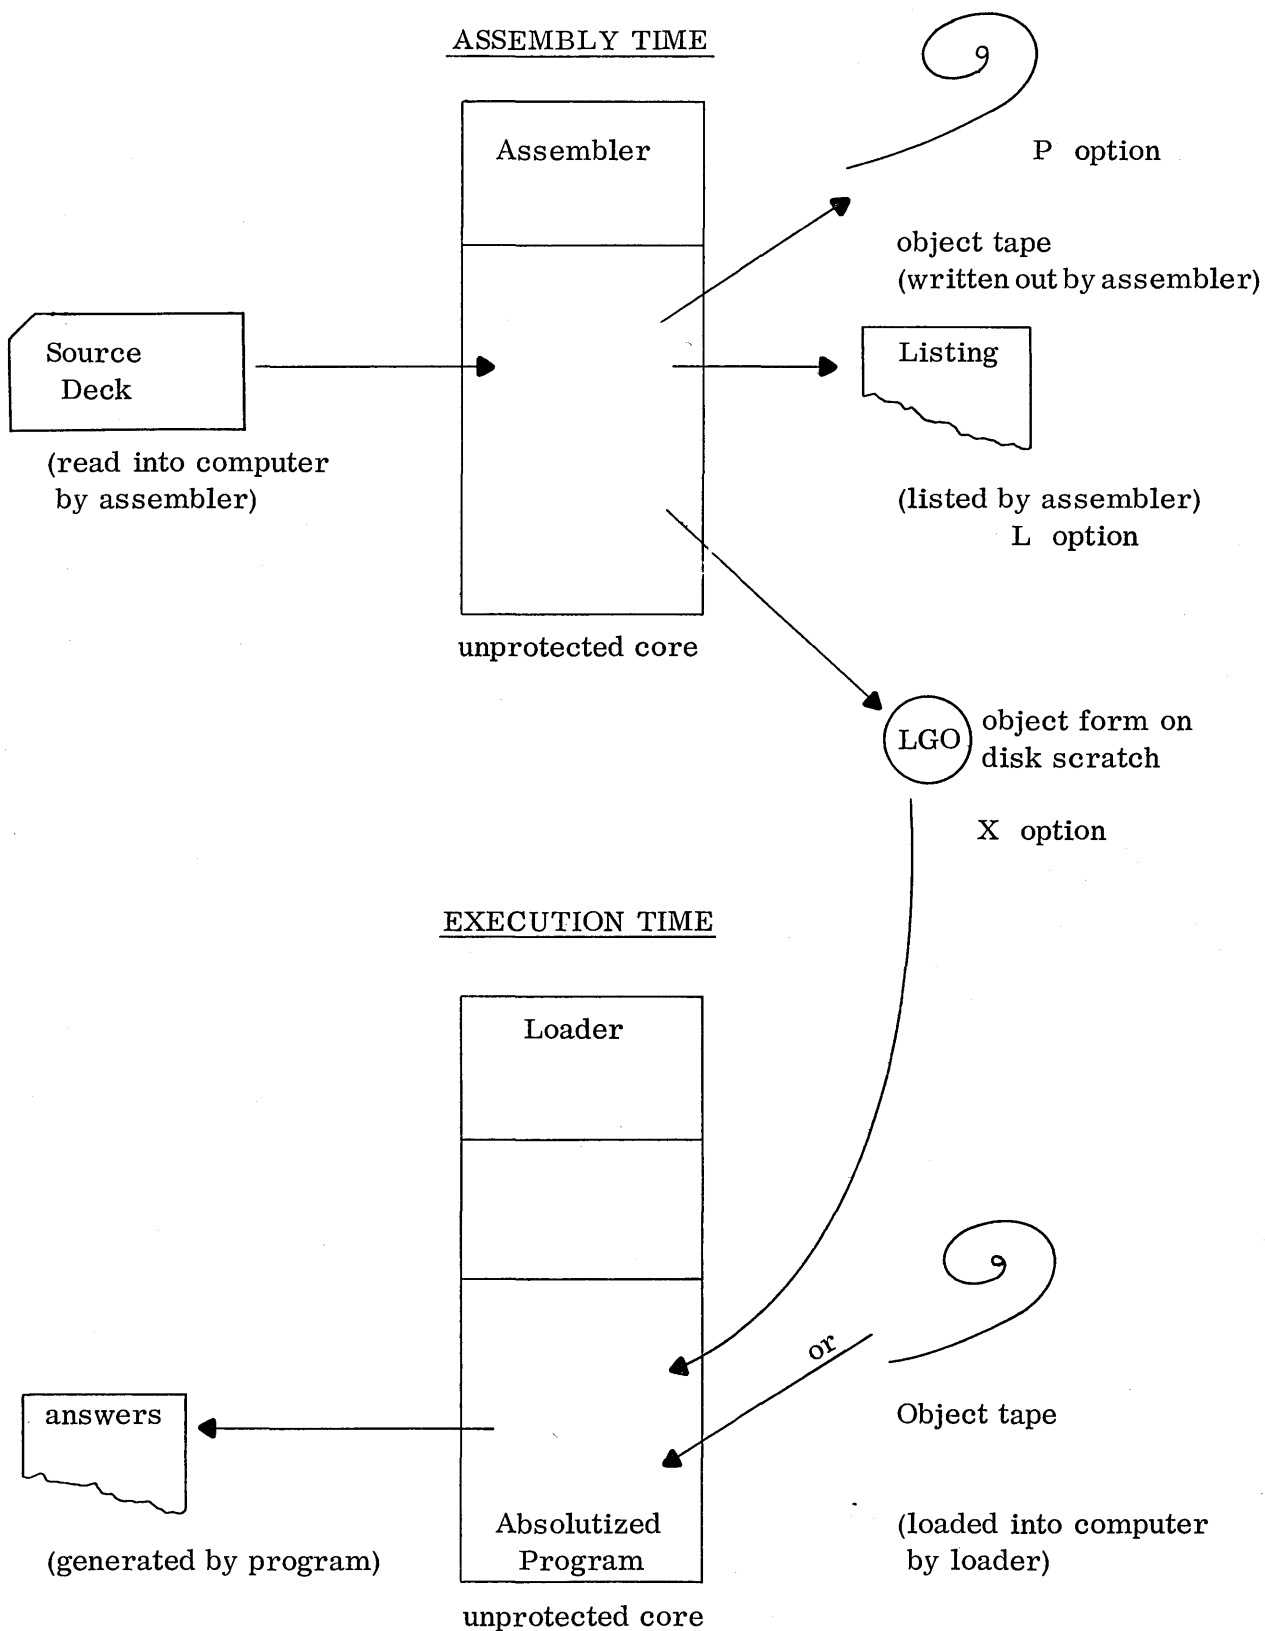 ASSEMBLY TIME
Assembler
P option
object tape
(written out by assembler)
Source
Deck
Listing
(read into computer
by assembler)
(listed by assembler)
L option
unprotected core
LGO
object form on
disk scratch
X option
EXECUTION TIME
Loader
or
answers
Object tape
Absolutized
Program
(loaded into computer
by loader)
(generated by program)
unprotected core